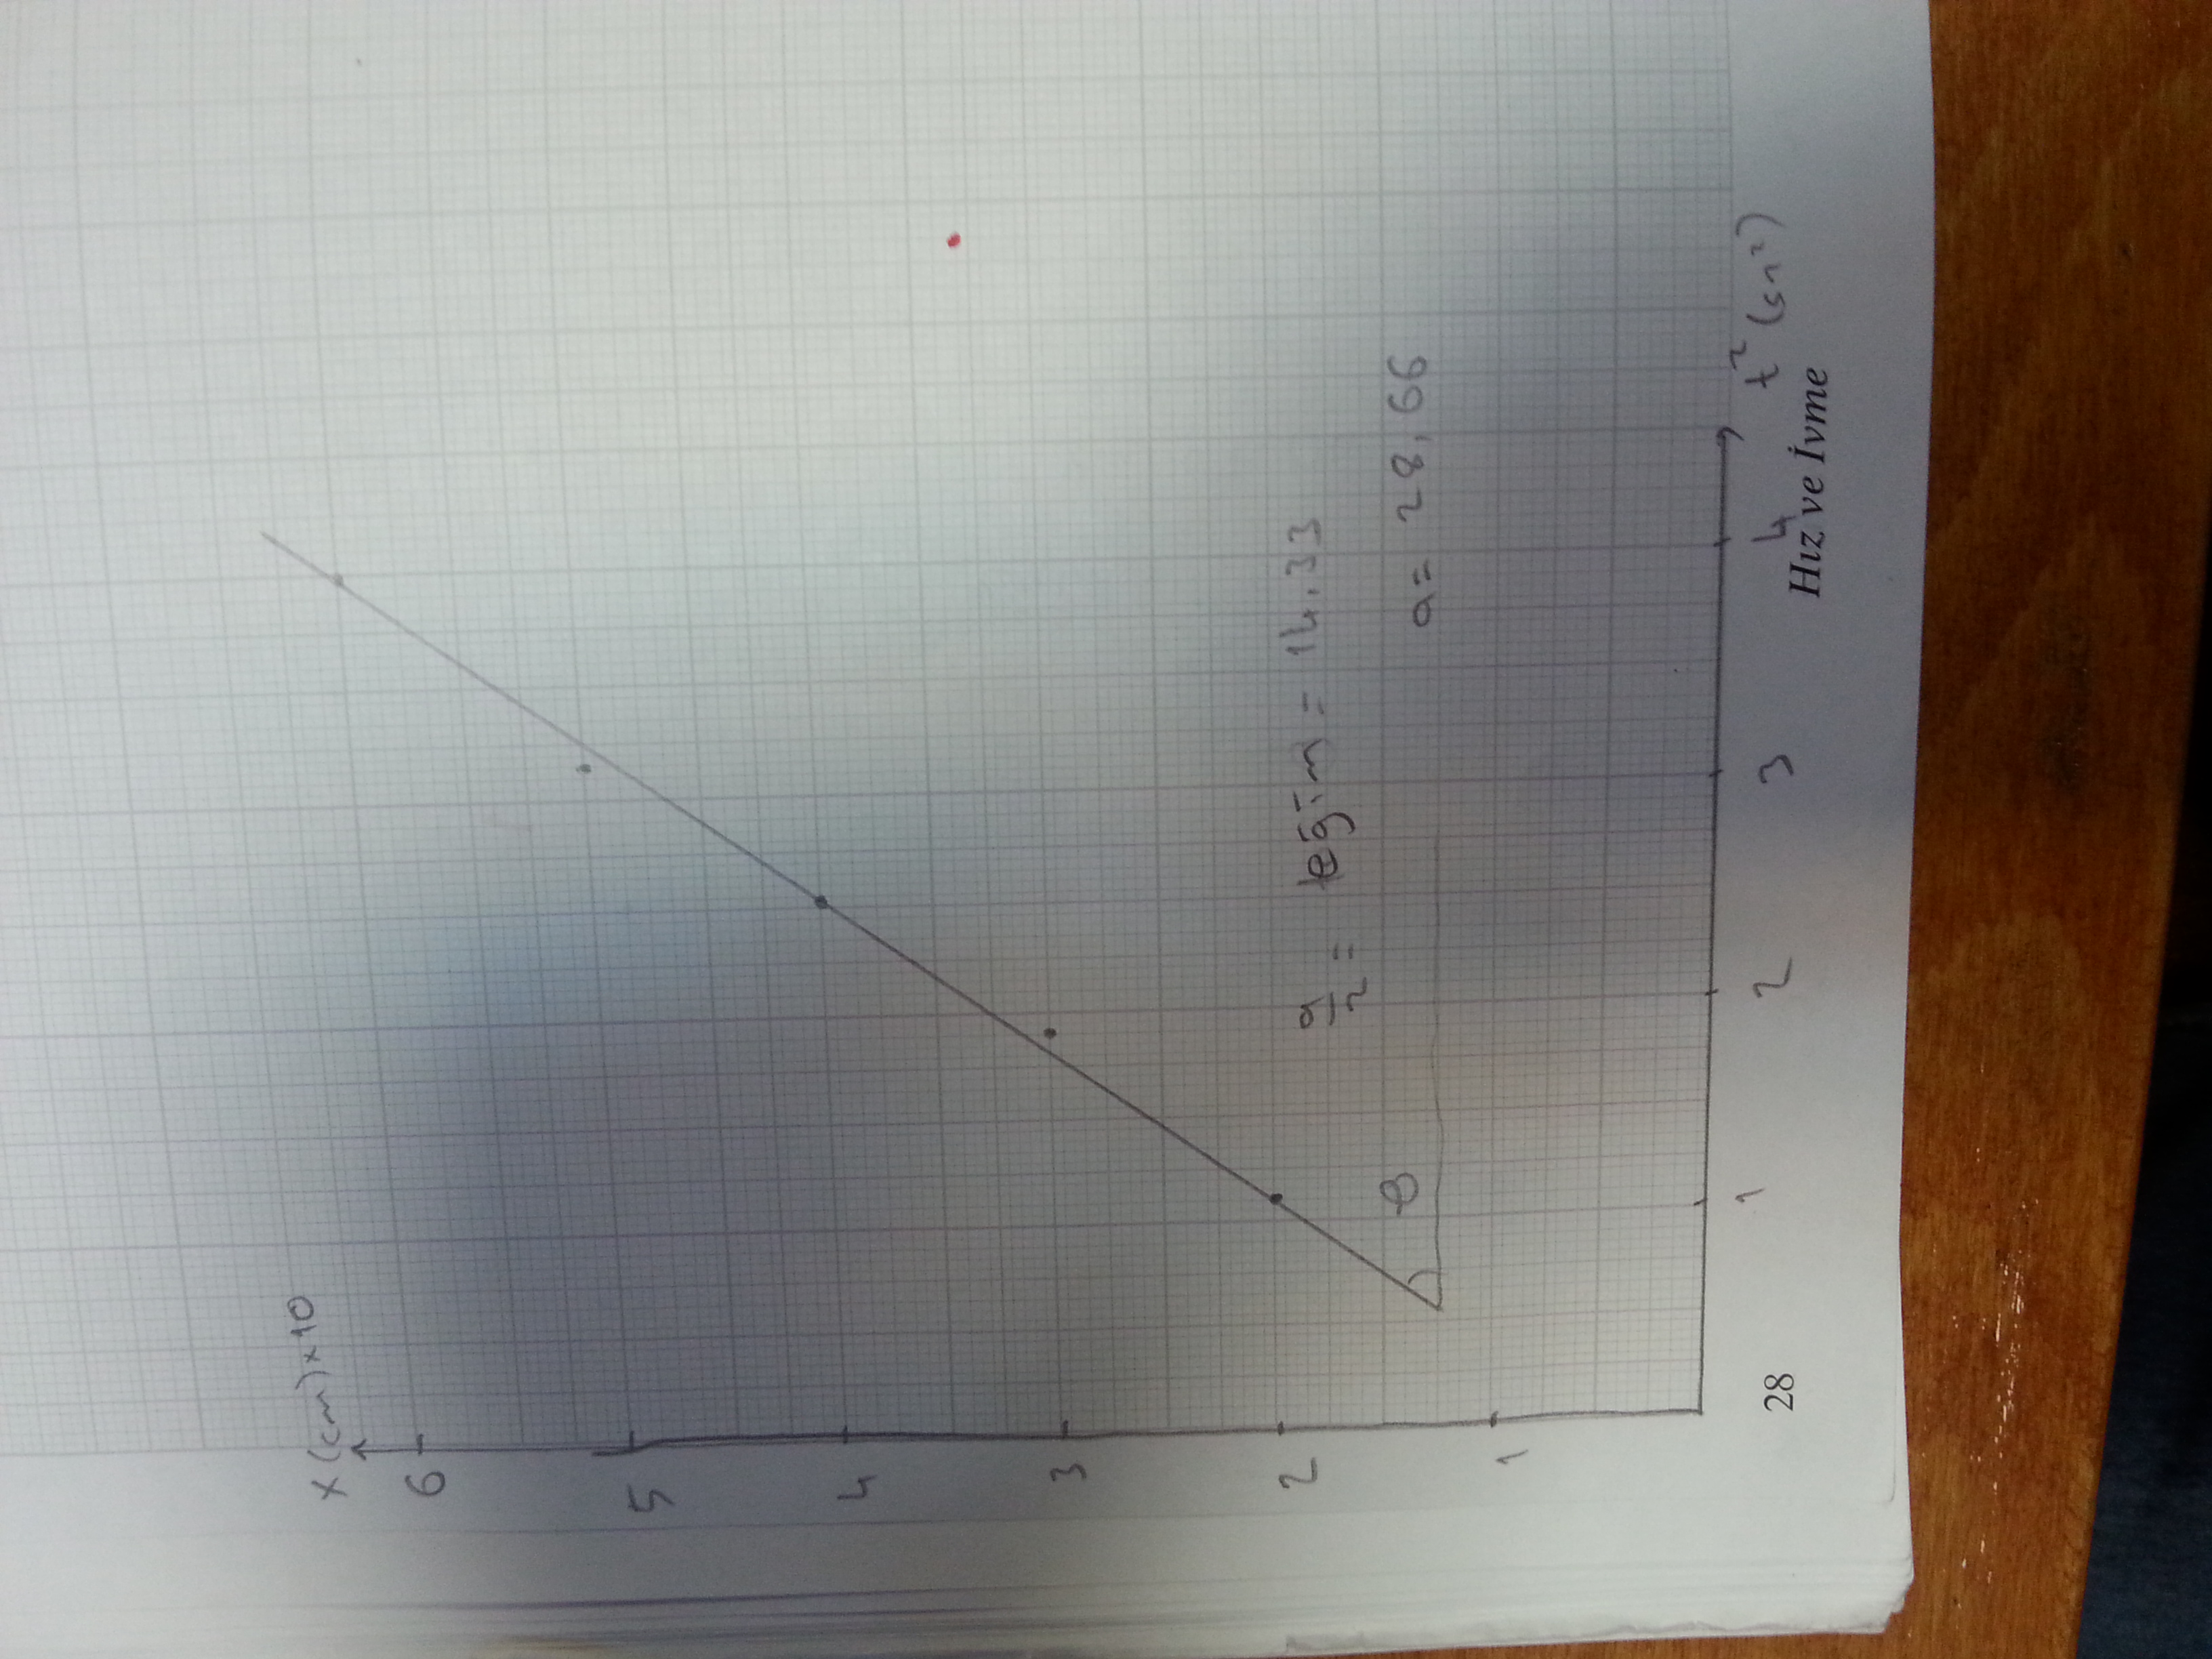 x (cm) x10
6
5
4
3
2
1
a/2 = eğim = 14.33
θ
a = 28,66
1 2 3 4
t² (sn²)
28
Hız ve İvme